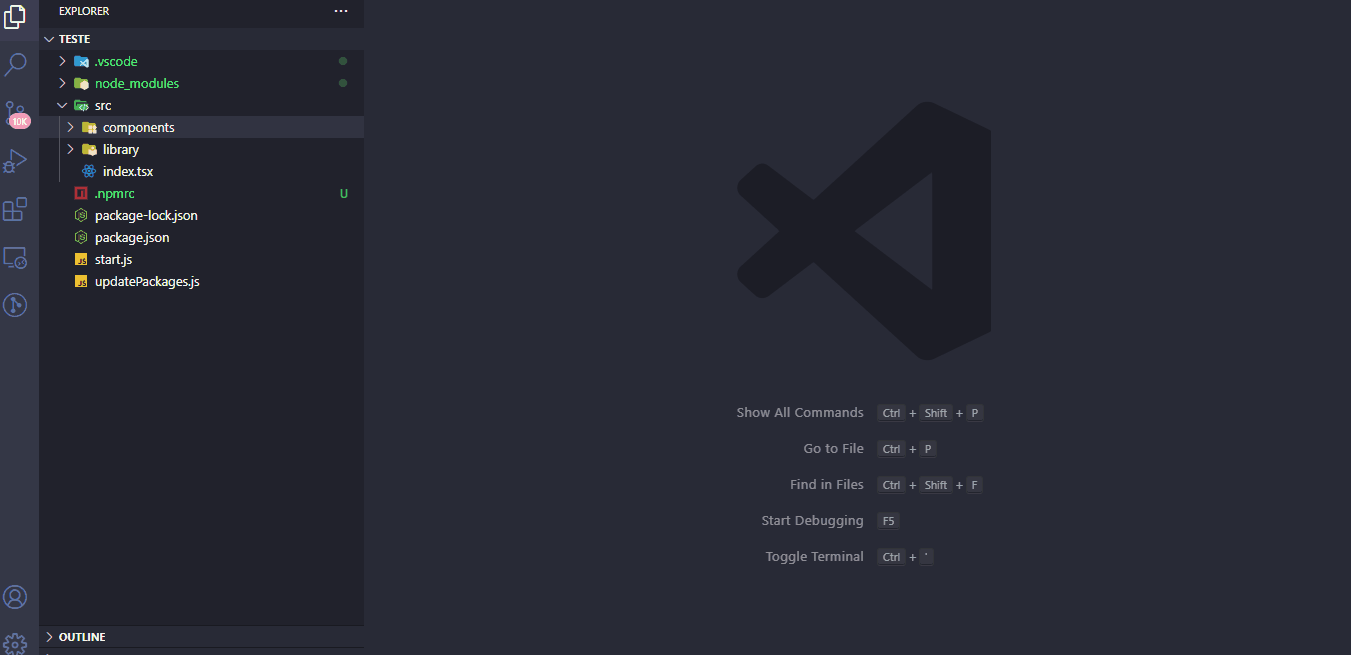 EXPLORER
TESTE
.vscode
node_modules
src
components
library
index.tsx
.npmrc U
package-lock.json
package.json
JS start.js
JS updatePackages.js
10K
OUTLINE
Show All Commands Ctrl + Shift + P
Go to File Ctrl + P
Find in Files Ctrl + Shift + F
Start Debugging F5
Toggle Terminal Ctrl + `